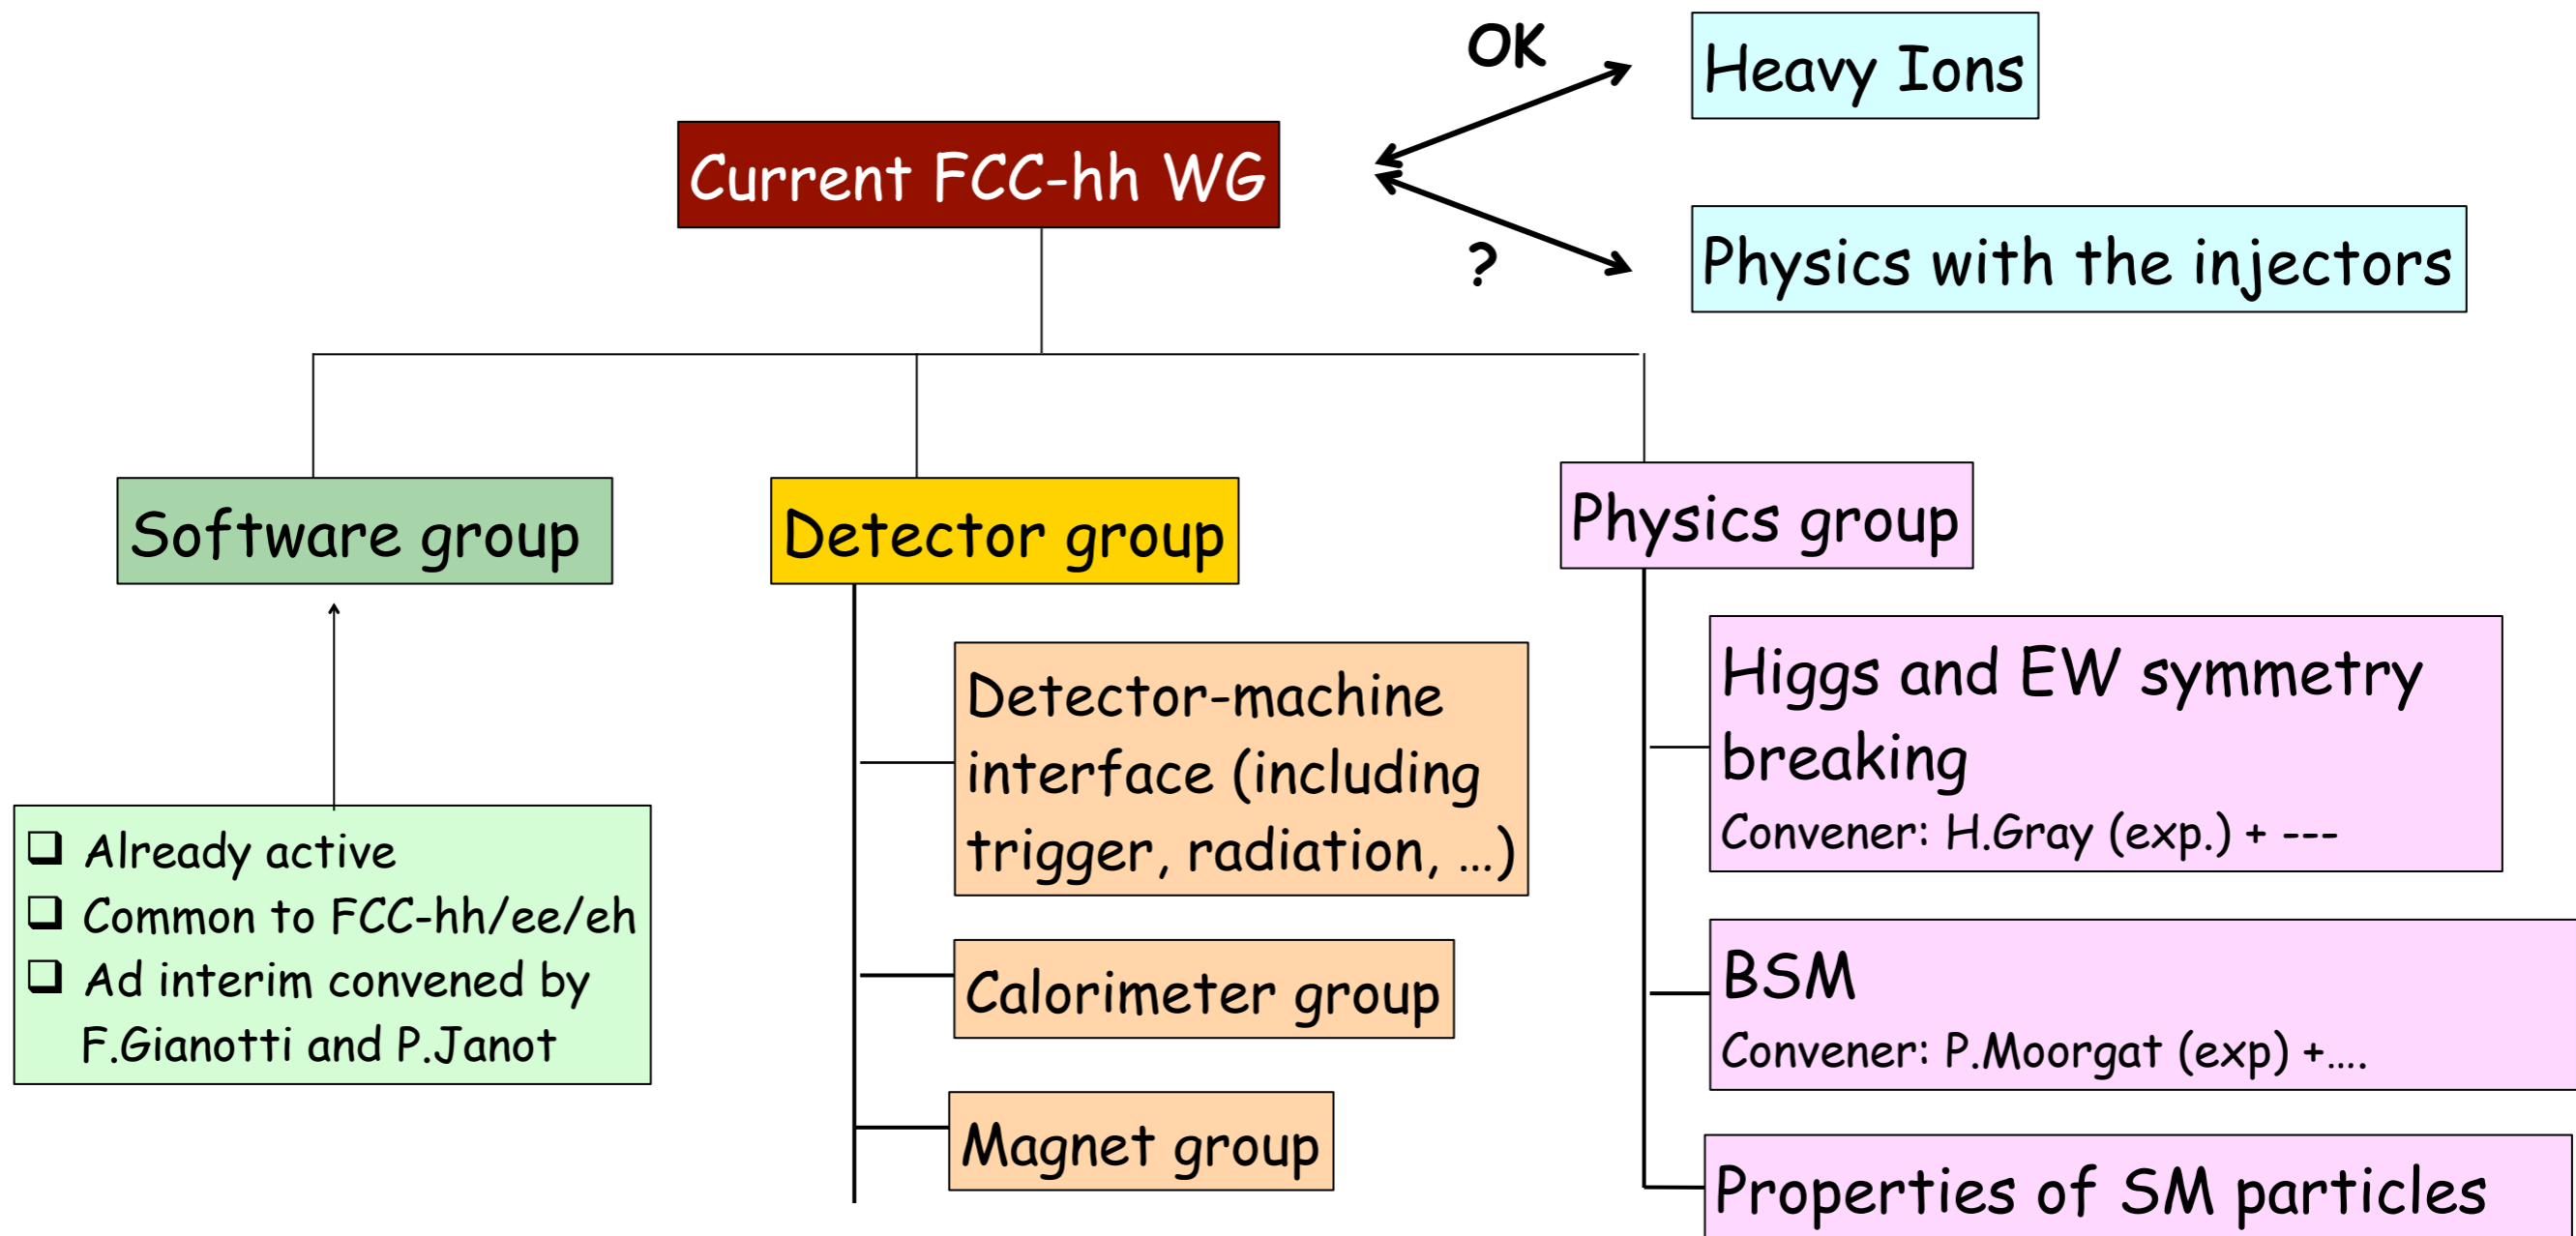 OK
Heavy Ions
Current FCC-hh WG
?
Physics with the injectors
Software group
Already active
Common to FCC-hh/ee/eh
Ad interim convened by
F.Gianotti and P.Janot
Detector group
Detector-machine
interface (including
trigger, radiation, …)
Calorimeter group
Magnet group
Physics group
Higgs and EW symmetry
breaking
Convener: H.Gray (exp.) + ---
BSM
Convener: P.Moorgat (exp) +….
Properties of SM particles